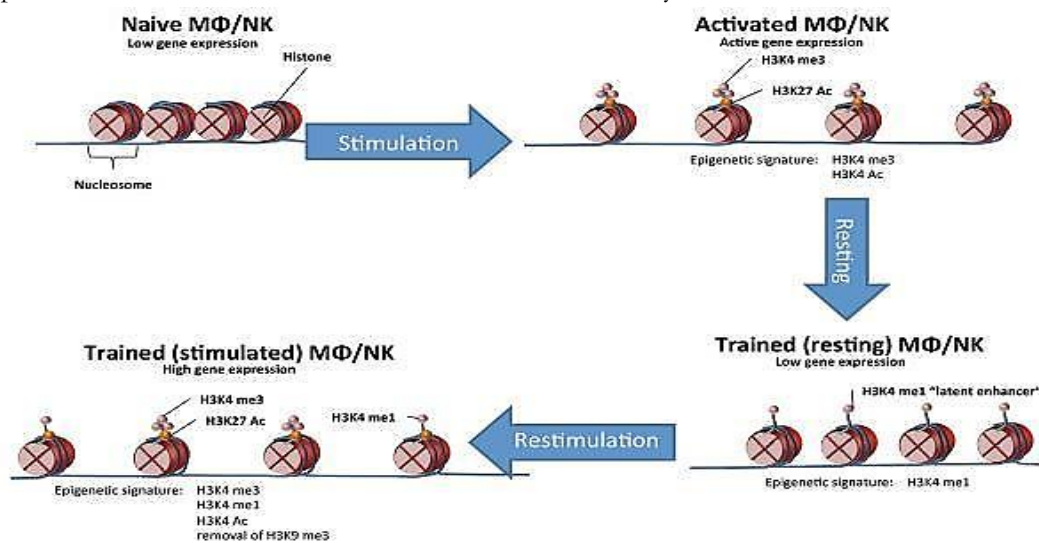 Naive MΦ/NK
Low gene expression
Histone
Nucleosome
Stimulation
Activated MΦ/NK
Active gene expression
H3K4 me3
H3K27 Ac
Epigenetic signature: H3K4 me3
H3K4 Ac
Resting
Trained (resting) MΦ/NK
Low gene expression
H3K4 me1 "latent enhancer"
Epigenetic signature: H3K4 me1
Restimulation
Trained (stimulated) MΦ/NK
High gene expression
H3K4 me3
H3K27 Ac
H3K4 me1
Epigenetic signature: H3K4 me3
H3K4 me1
H3K4 Ac
removal of H3K9 me3